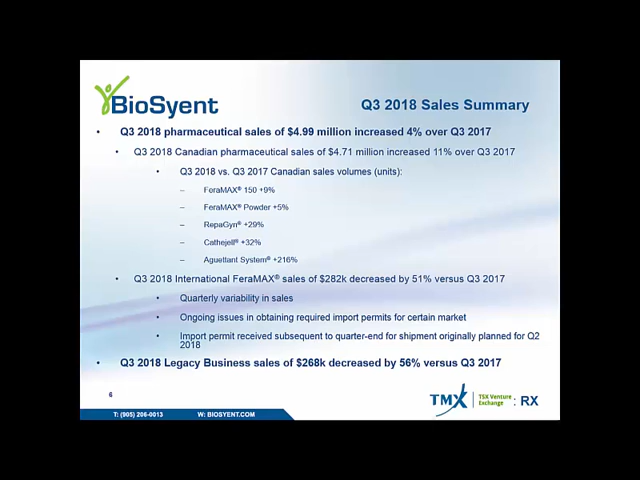 BioSyent
Q3 2018 Sales Summary
• Q3 2018 pharmaceutical sales of $4.99 million increased 4% over Q3 2017
• Q3 2018 Canadian pharmaceutical sales of $4.71 million increased 11% over Q3 2017
• Q3 2018 vs. Q3 2017 Canadian sales volumes (units):
– FeraMAX® 150 +9%
– FeraMAX® Powder +5%
– RepaGyn® +29%
– Cathejell® +32%
– Aguettant System® +216%
• Q3 2018 International FeraMAX® sales of $282k decreased by 51% versus Q3 2017
• Quarterly variability in sales
• Ongoing issues in obtaining required import permits for certain market
• Import permit received subsequent to quarter-end for shipment originally planned for Q2
2018
• Q3 2018 Legacy Business sales of $268k decreased by 56% versus Q3 2017
6
TMX TSX Venture
Exchange : RX
T: (905) 206-0013 W: BIOSYENT.COM